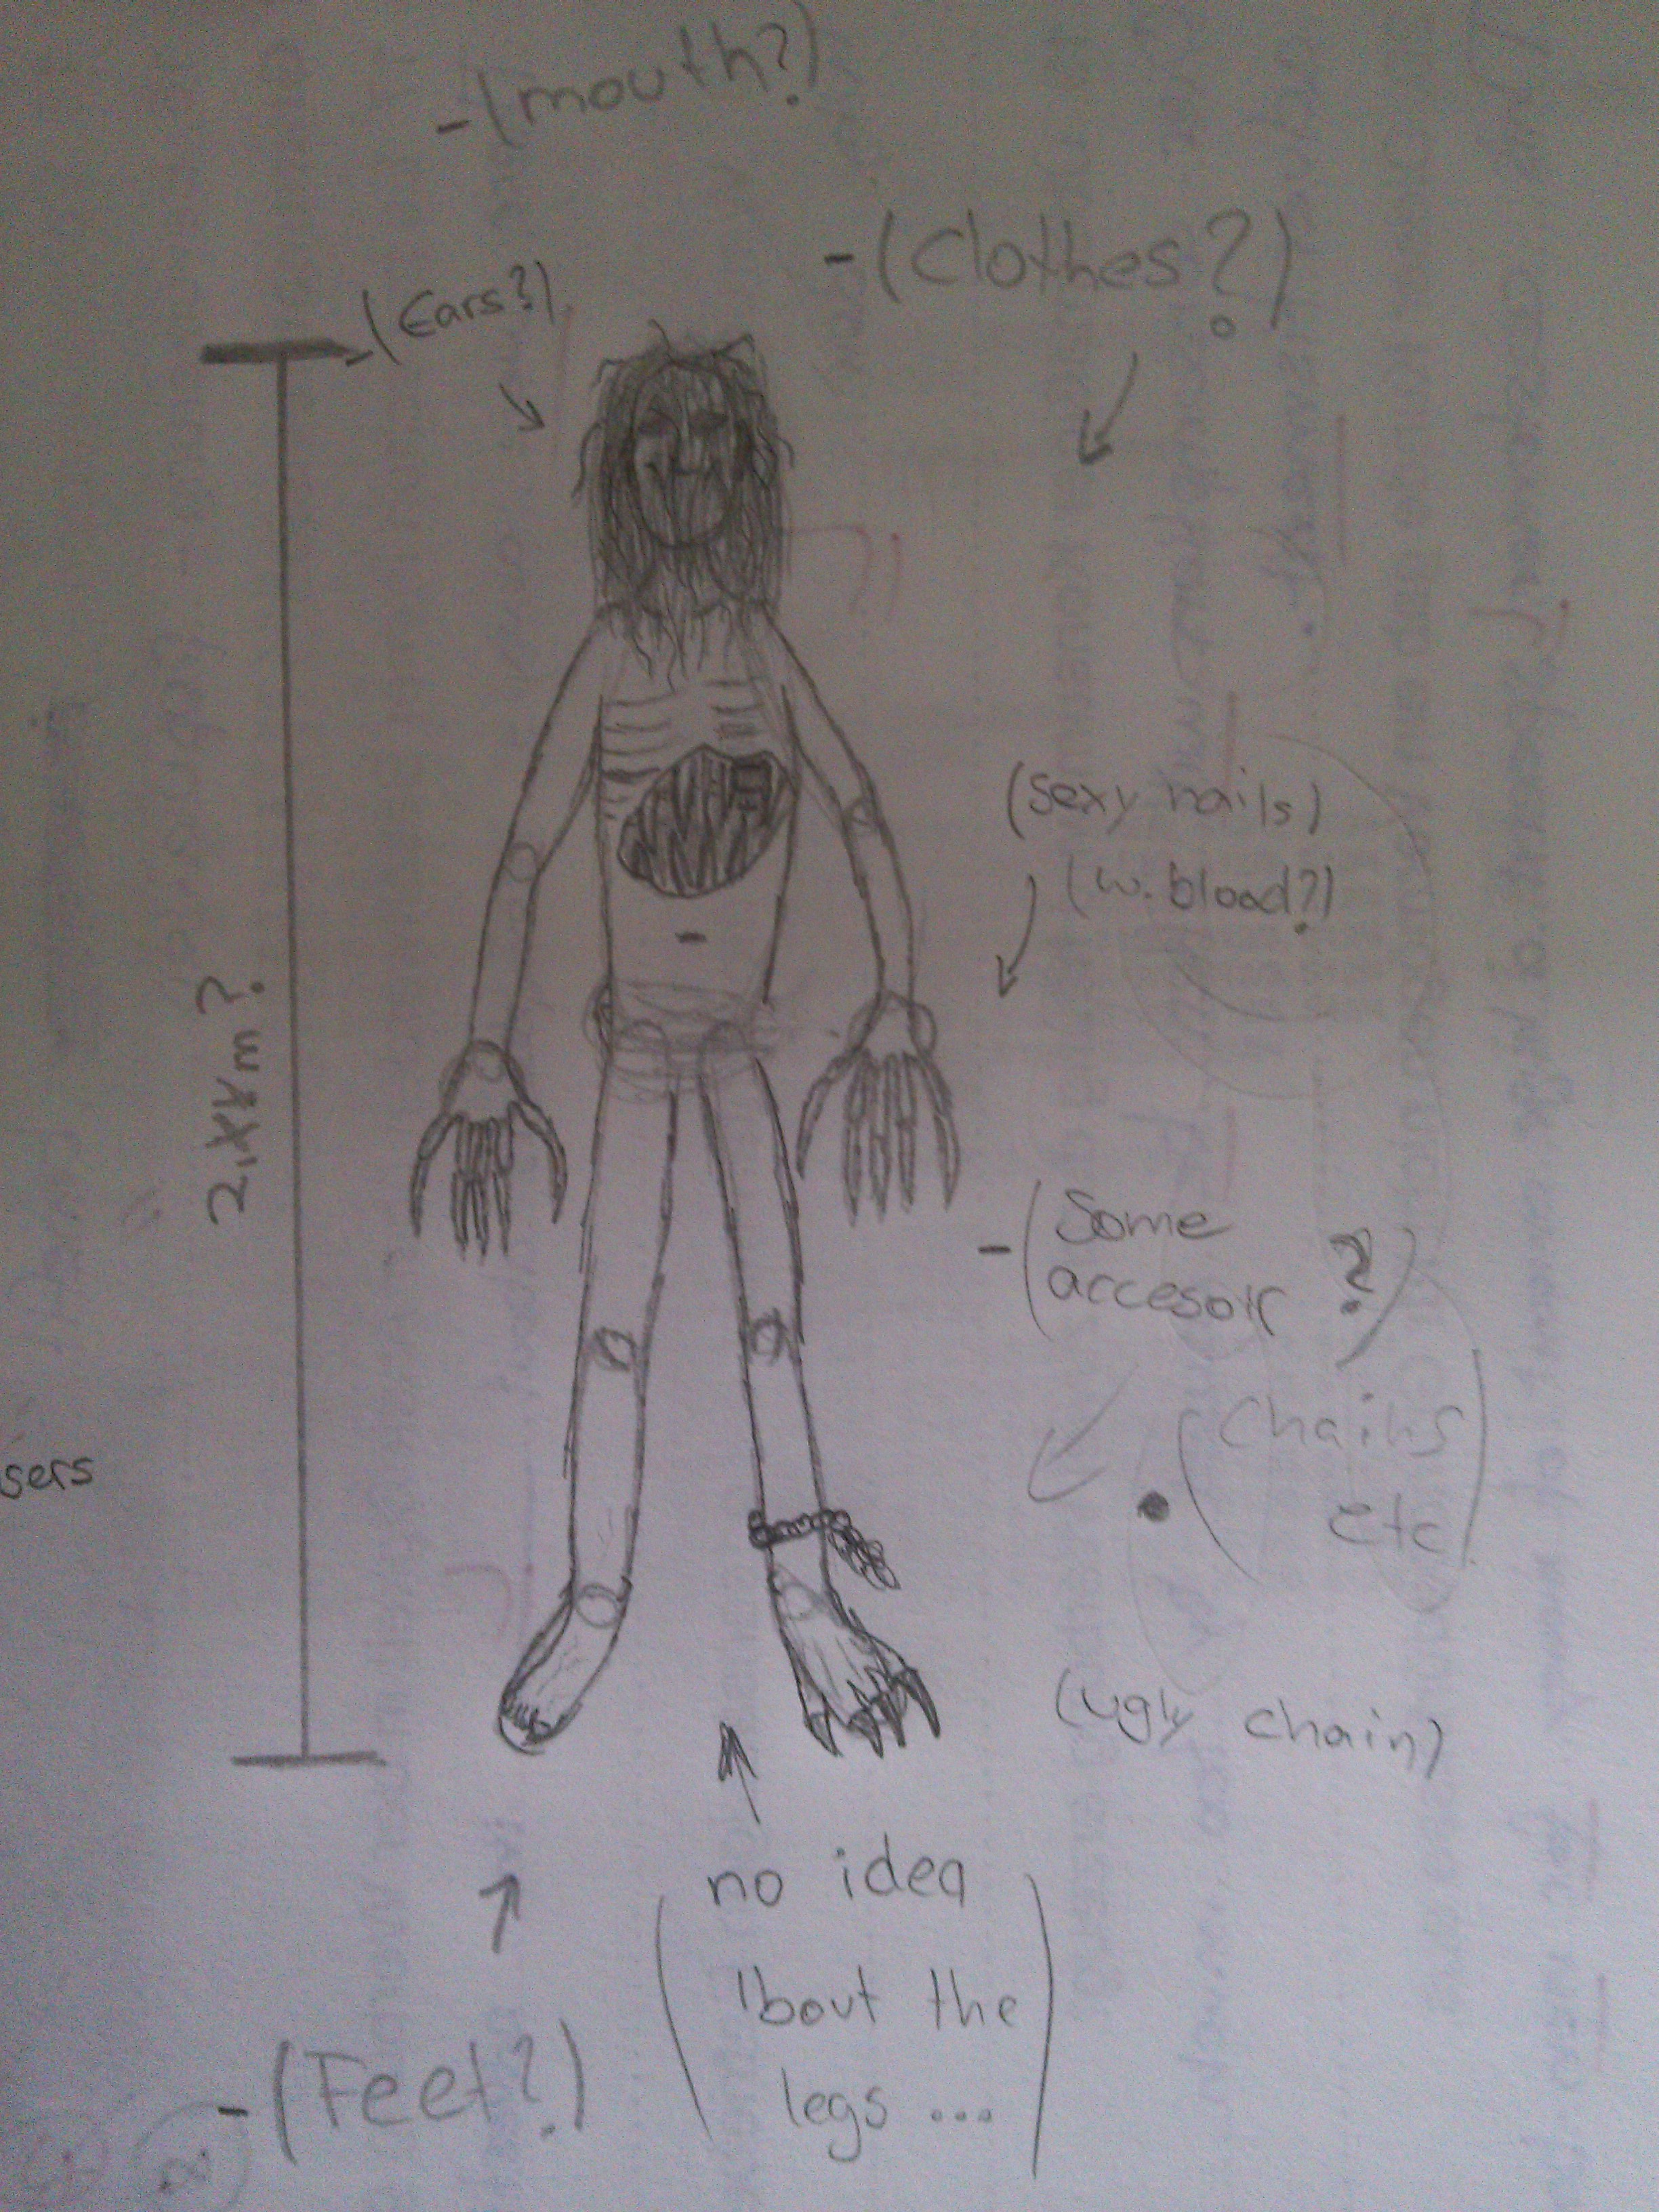 -(mouth?)
-(Clothes?)
-(Ears?)
(sexy nails)
(w. blood?)
2,XXm?
-(Some
accesoir ?)
(Chains
etc)
sers
(ugly chain)
(no idea
'bout the
legs ...)
-(Feet?)